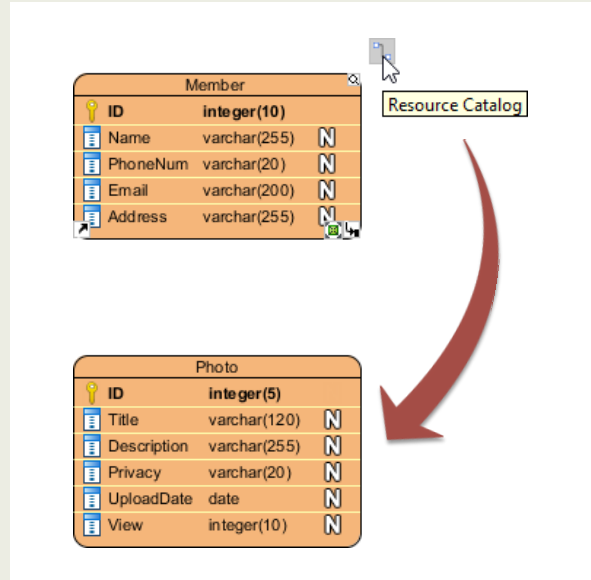 Member
ID integer(10)
Name varchar(255) N
PhoneNum varchar(20) N
Email varchar(200) N
Address varchar(255) N
Resource Catalog
Photo
ID integer(5)
Title varchar(120) N
Description varchar(255) N
Privacy varchar(20) N
UploadDate date N
View integer(10) N